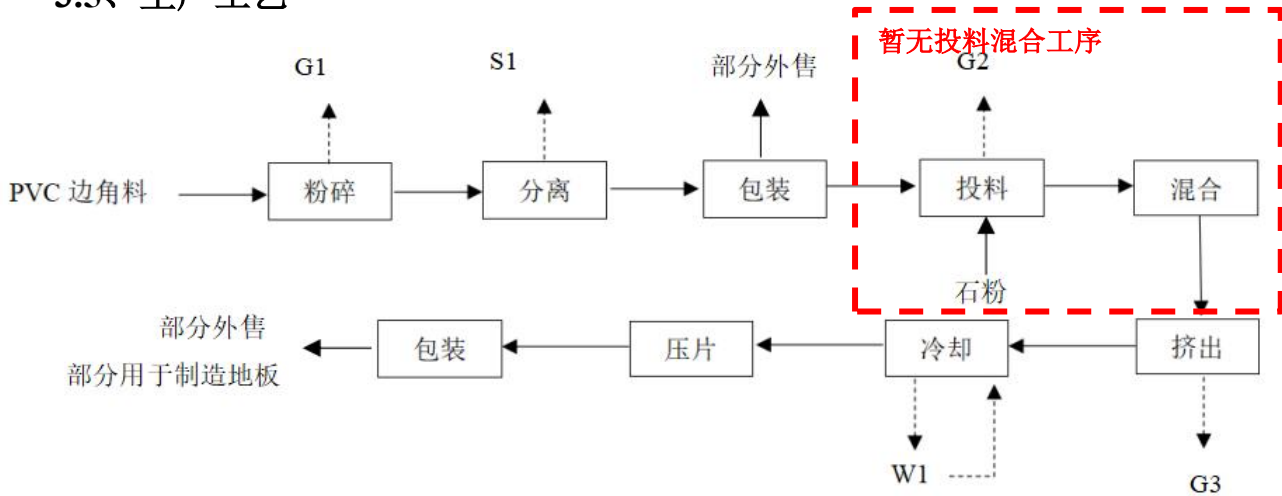 暂无投料混合工序
G1
S1
部分外售
G2
PVC 边角料
粉碎
分离
包装
投料
混合
石粉
部分外售
部分用于制造地板
包装
压片
冷却
挤出
W1
G3